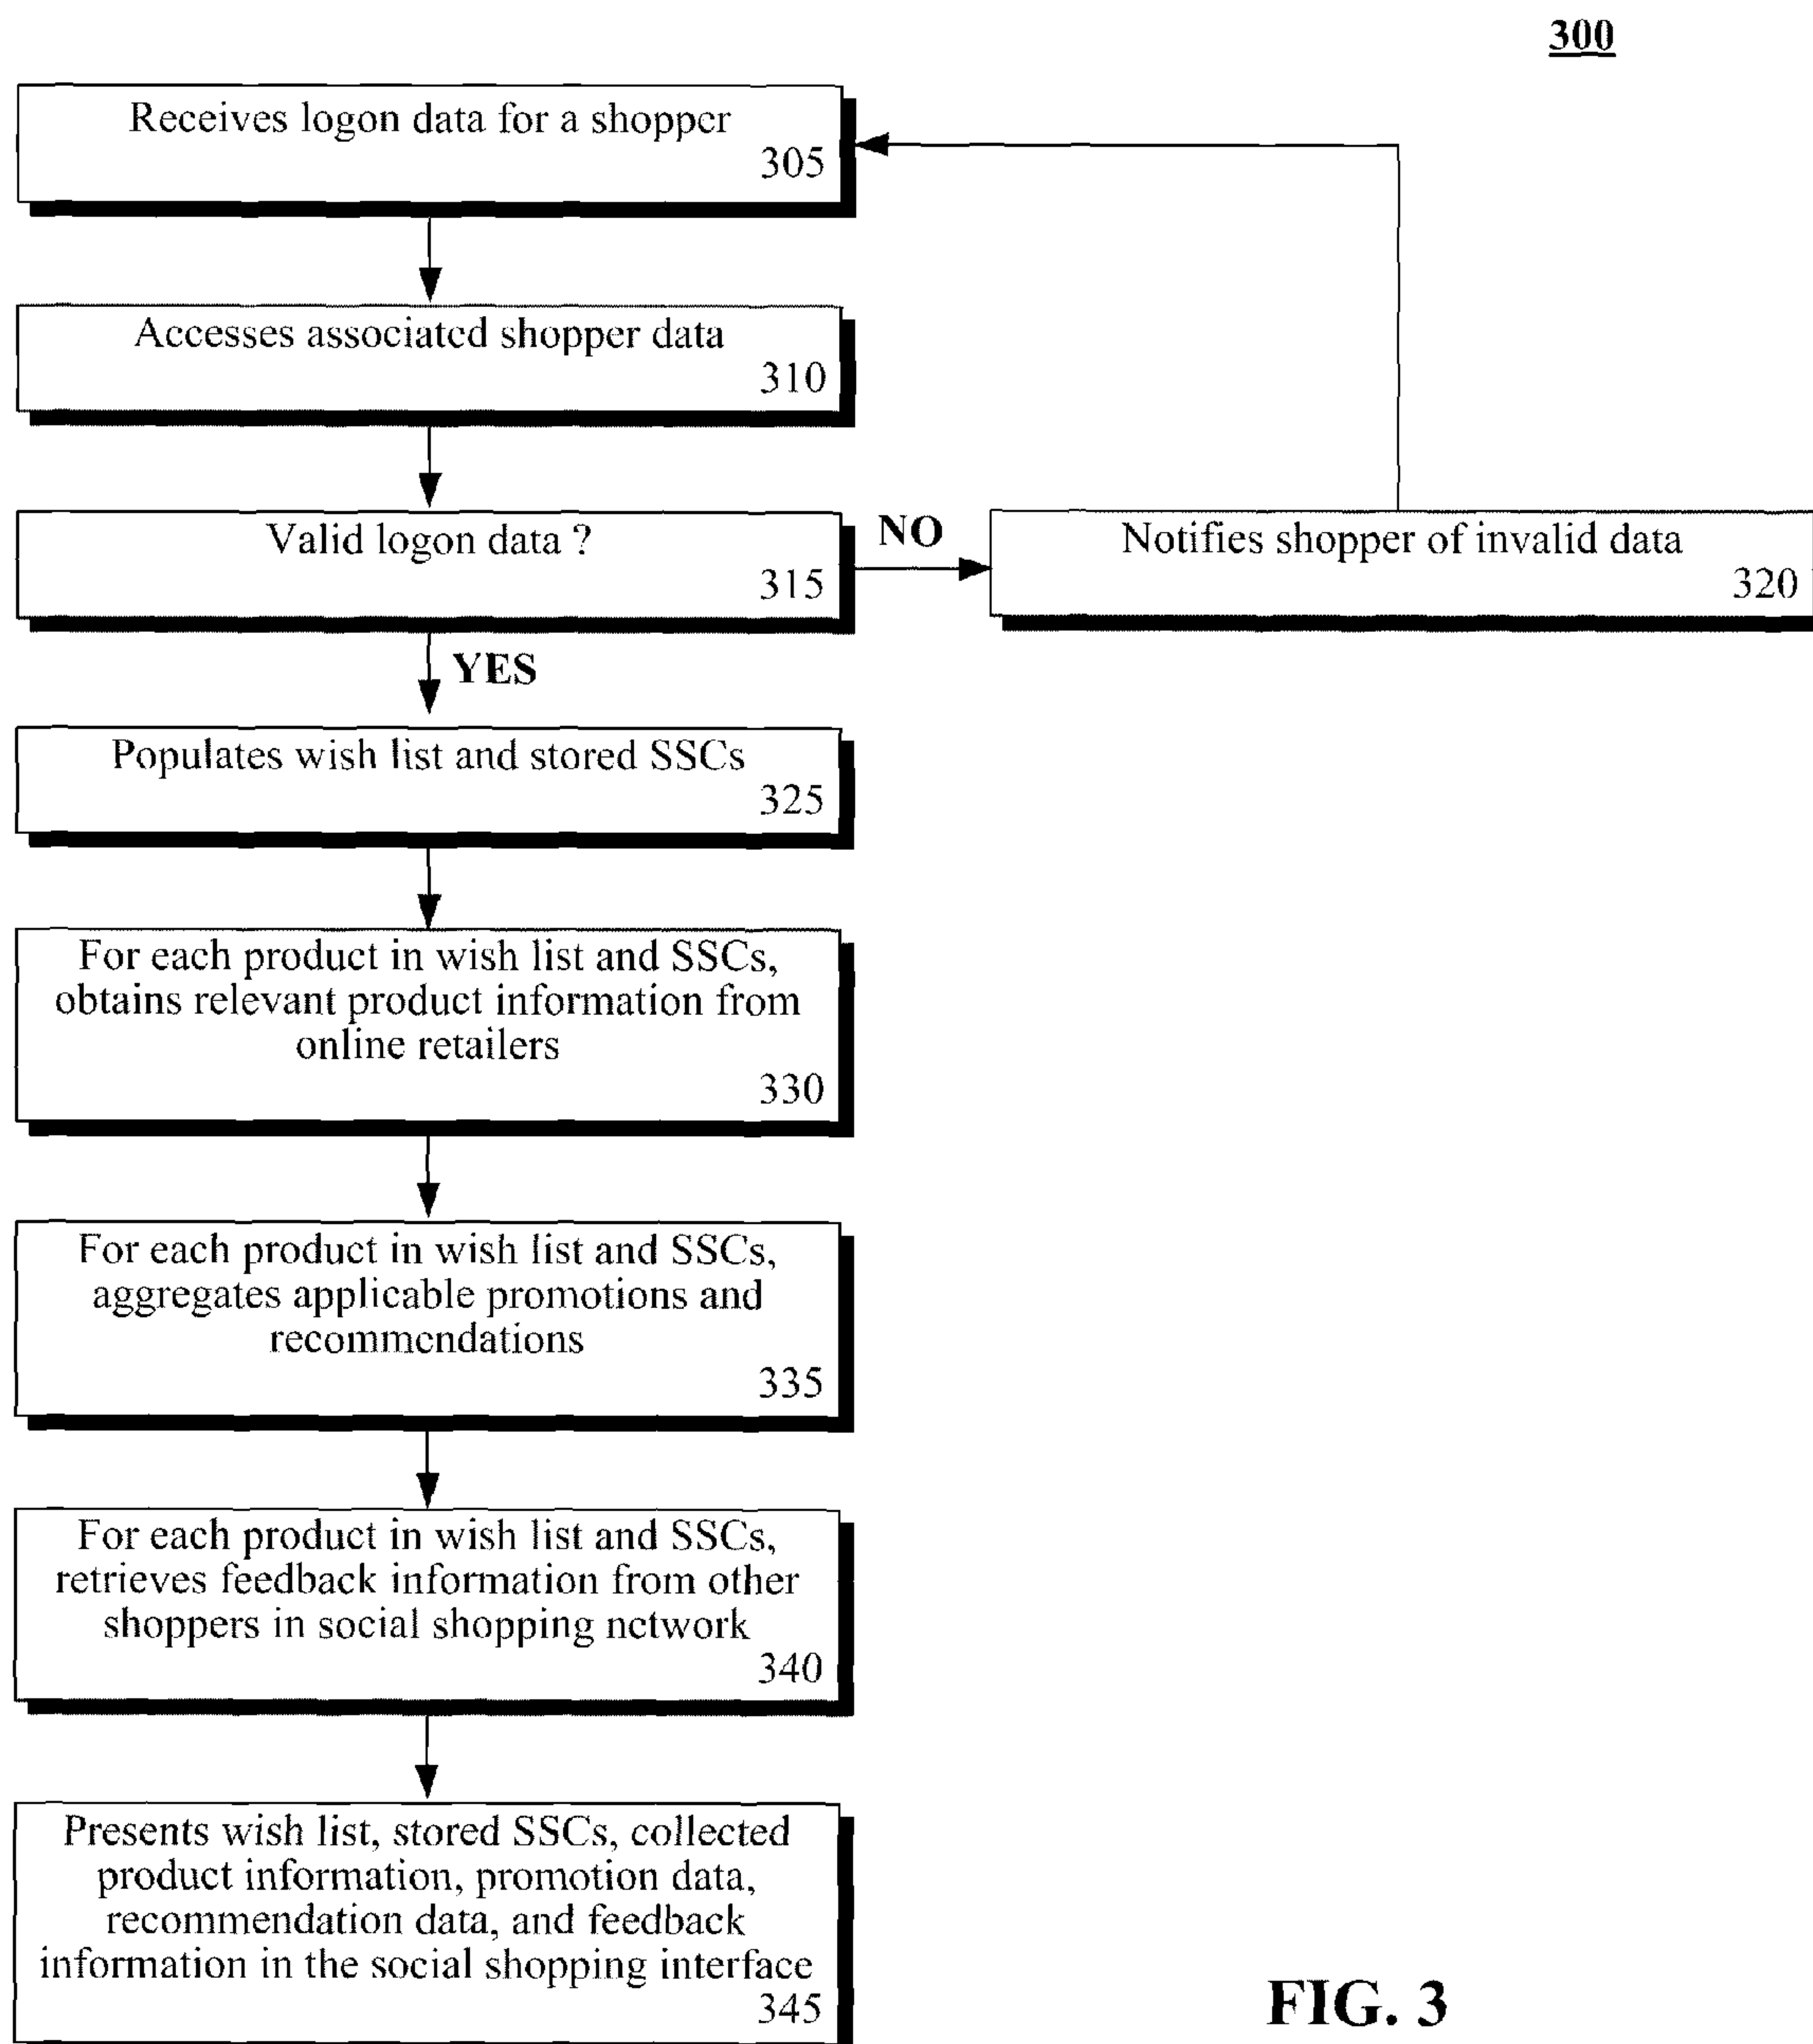 300
Receives logon data for a shopper
305
Accesses associated shopper data
310
Valid logon data ?
315
NO
Notifies shopper of invalid data
320
YES
Populates wish list and stored SSCs
325
For each product in wish list and SSCs,
obtains relevant product information from
online retailers
330
For each product in wish list and SSCs,
aggregates applicable promotions and
recommendations
335
For each product in wish list and SSCs,
retrieves feedback information from other
shoppers in social shopping network
340
Presents wish list, stored SSCs, collected
product information, promotion data,
recommendation data, and feedback
information in the social shopping interface
345
FIG. 3